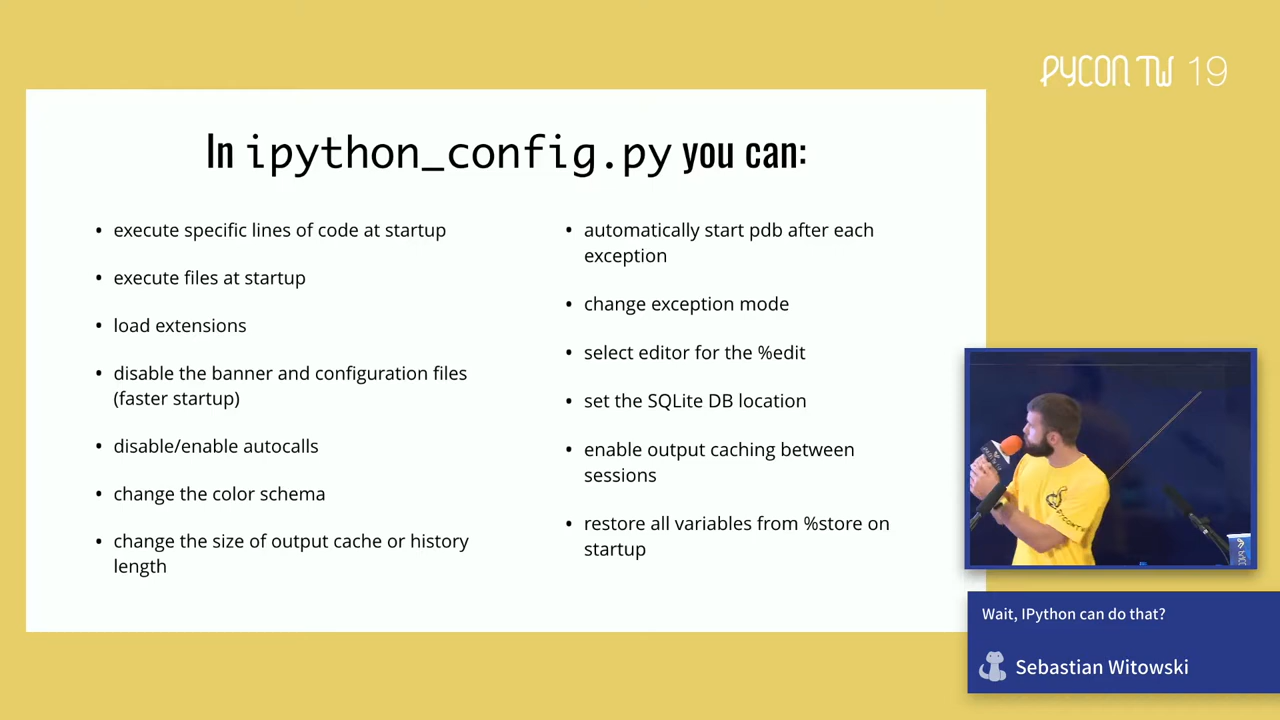 PYCON TW 19
In ipython_config.py you can:
• execute specific lines of code at startup
• execute files at startup
• load extensions
• disable the banner and configuration files
(faster startup)
• disable/enable autocalls
• change the color schema
• change the size of output cache or history
length
• automatically start pdb after each
exception
• change exception mode
• select editor for the %edit
• set the SQLite DB location
• enable output caching between
sessions
• restore all variables from %store on
startup
Wait, IPython can do that?
Sebastian Witowski